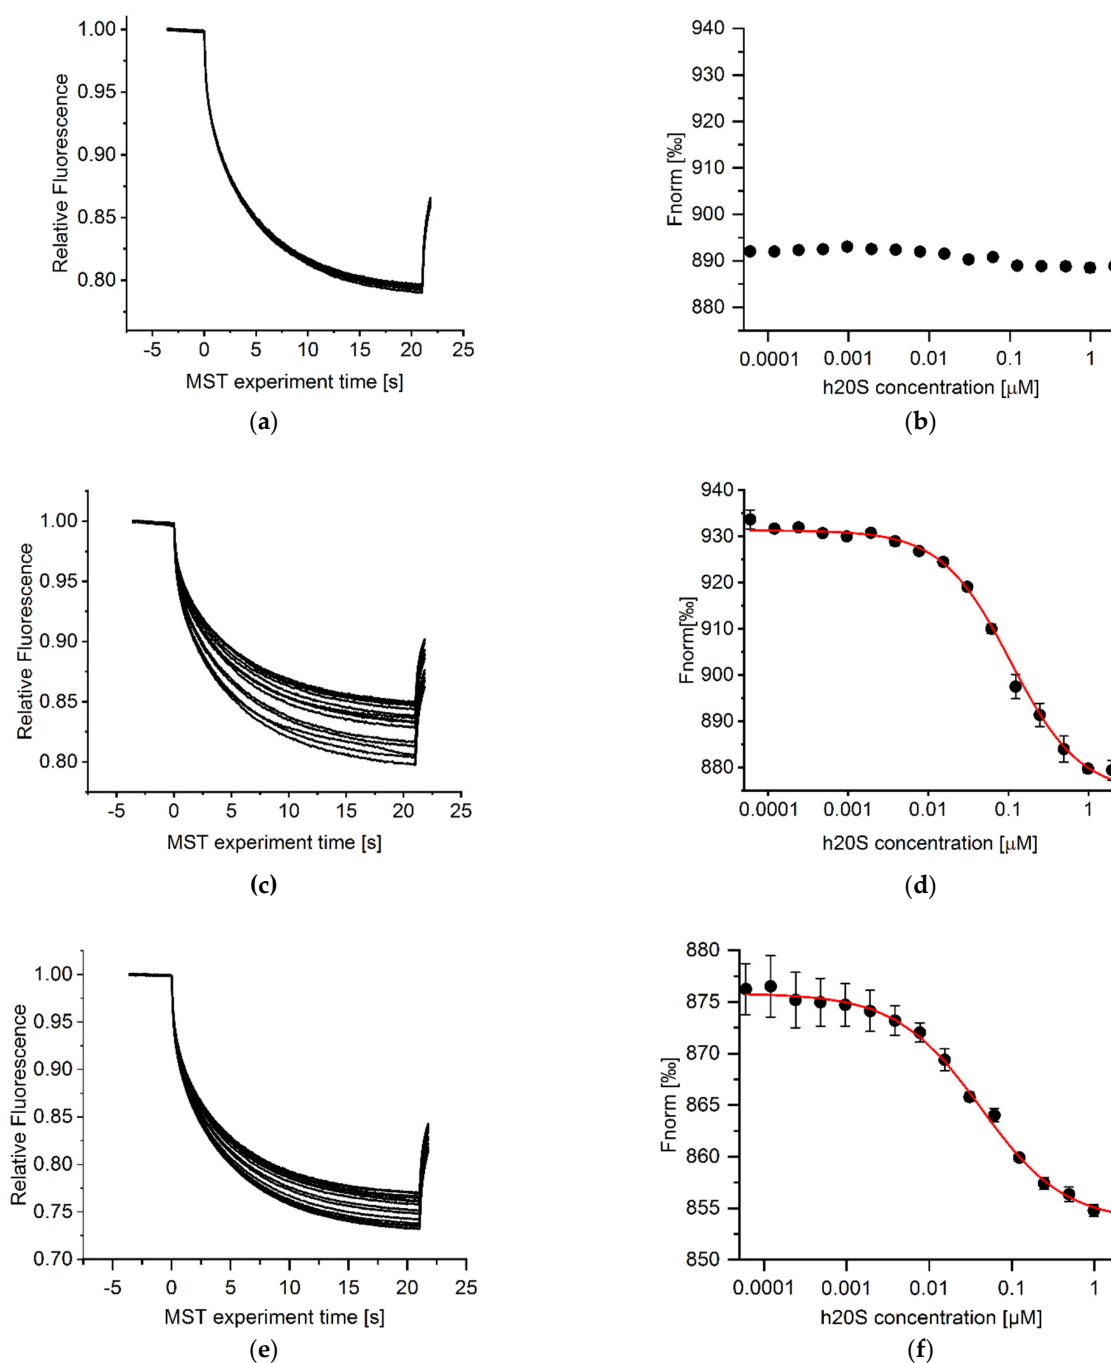 1.00
0.95
0.90
0.85
0.80
Relative Fluorescence
-5 0 5 10 15 20 25
MST experiment time [s]
(a)
940
930
920
910
900
890
880
Fnorm [‰]
0.0001 0.001 0.01 0.1 1
h20S concentration [μM]
(b)
1.00
0.95
0.90
0.85
0.80
Relative Fluorescence
-5 0 5 10 15 20 25
MST experiment time [s]
(c)
940
930
920
910
900
890
880
Fnorm[‰]
0.0001 0.001 0.01 0.1 1
h20S concentration [μM]
(d)
1.00
0.95
0.90
0.85
0.80
0.75
0.70
Relative Fluorescence
-5 0 5 10 15 20 25
MST experiment time [s]
(e)
880
875
870
865
860
855
850
Fnorm [‰]
0.0001 0.001 0.01 0.1 1
h20S concentration [μM]
(f)